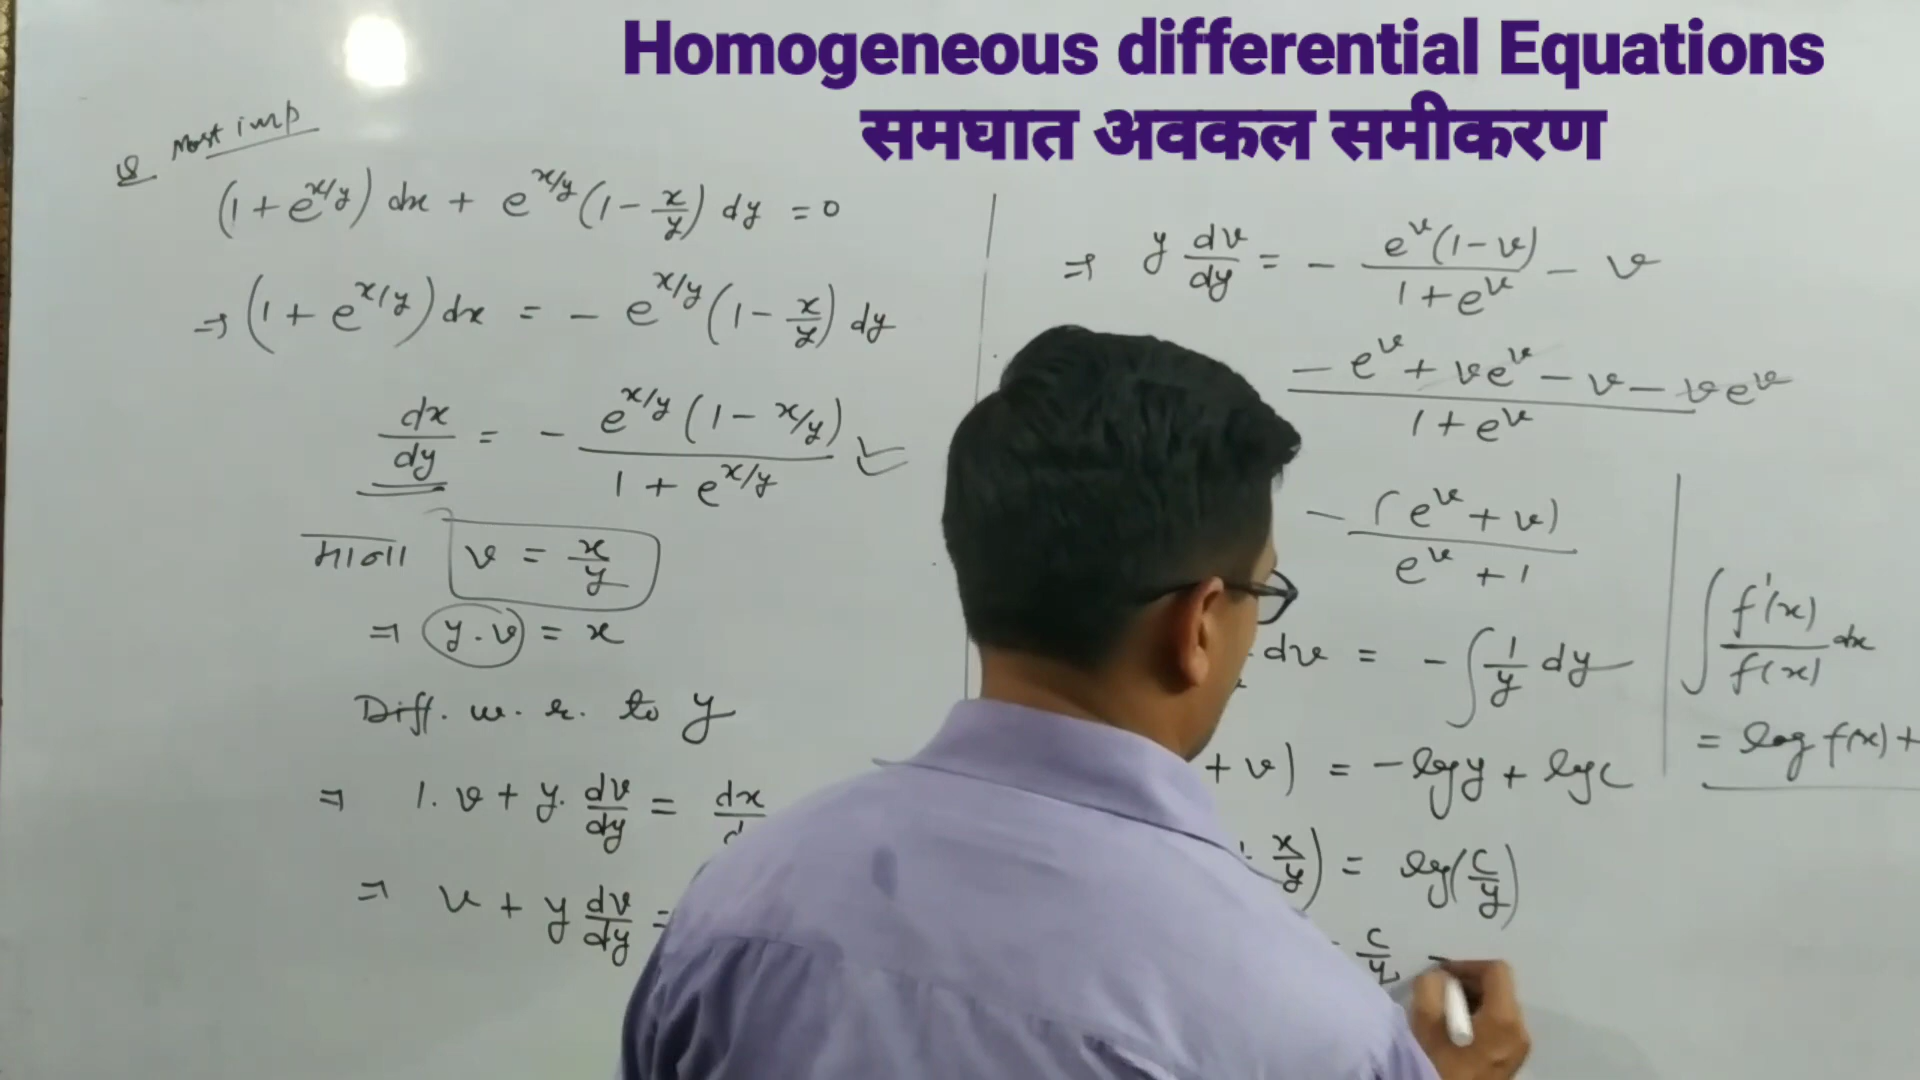 Homogeneous differential Equations
समघात अवकल समीकरण
Q Most imp
(1 + e^{x/y}) dx + e^{x/y} (1 - x/y) dy = 0
⇒ (1 + e^{x/y}) dx = - e^{x/y} (1 - x/y) dy
dx/dy = - e^{x/y} (1 - x/y) / 1 + e^{x/y}
माना v = x/y
⇒ y.v = x
Diff. w. r. to y
⇒ 1. v + y. dv/dy = dx
⇒ v + y dv/dy =
⇒ y dv/dy = - e^v (1 - v) / 1 + e^v - v
- e^v + ve^v - v - ve^v / 1 + e^v
- (e^v + v) / e^v + 1
dv = - ∫ 1/y dy
+ v) = - log y + log c
x/y) = log (c/y)
c/y =
∫ f'(x)/f(x) dx
= log f(x) +